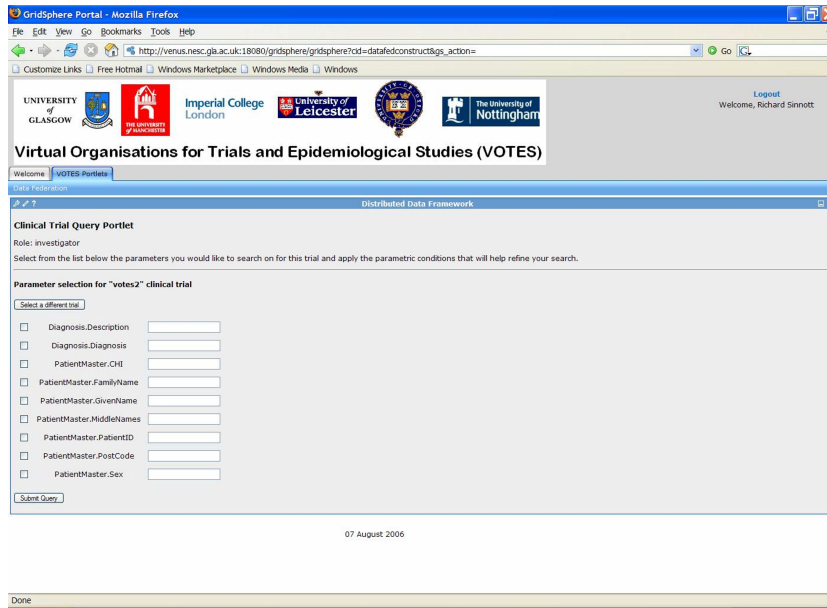 GridSphere Portal - Mozilla Firefox
File Edit View Go Bookmarks Tools Help
http://venus.nesc.gla.ac.uk:18080/gridsphere/gridsphere?cid=datafedconstruct&gs_action=
Go
Customize Links Free Hotmail Windows Marketplace Windows Media Windows
UNIVERSITY of GLASGOW
THE UNIVERSITY of MANCHESTER
Imperial College London
University of Leicester
The University of Nottingham
Logout
Welcome, Richard Sinnott
Virtual Organisations for Trials and Epidemiological Studies (VOTES)
Welcome VOTES Portlets
Data Federation
? Distributed Data Framework
Clinical Trial Query Portlet
Role: investigator
Select from the list below the parameters you would like to search on for this trial and apply the parametric conditions that will help refine your search.
Parameter selection for "votes2" clinical trial
Select a different trial
Diagnosis.Description
Diagnosis.Diagnosis
PatientMaster.CHI
PatientMaster.FamilyName
PatientMaster.GivenName
PatientMaster.MiddleNames
PatientMaster.PatientID
PatientMaster.PostCode
PatientMaster.Sex
Submit Query
07 August 2006
Done